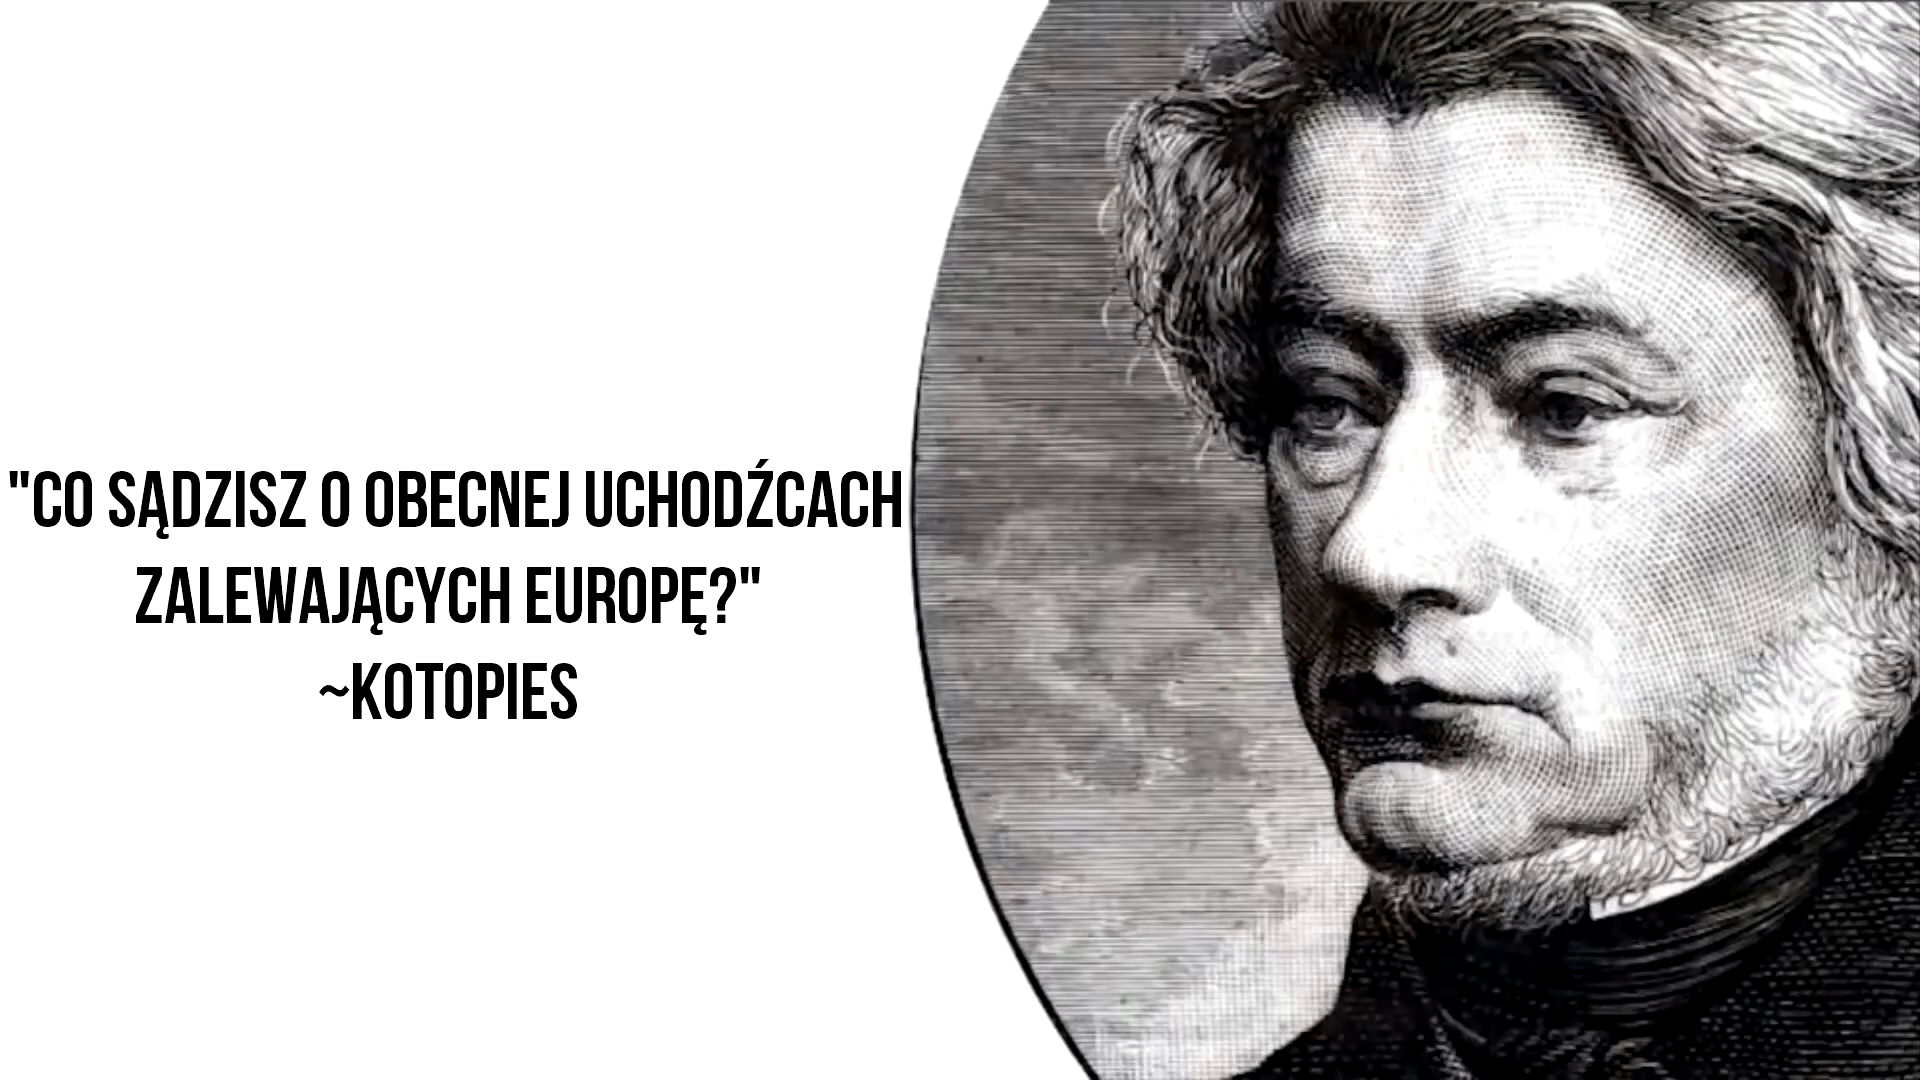 "CO SĄDZISZ O OBECNEJ UCHODŹCACH
ZALEWAJĄCYCH EUROPĘ?"
~KOTOPIES